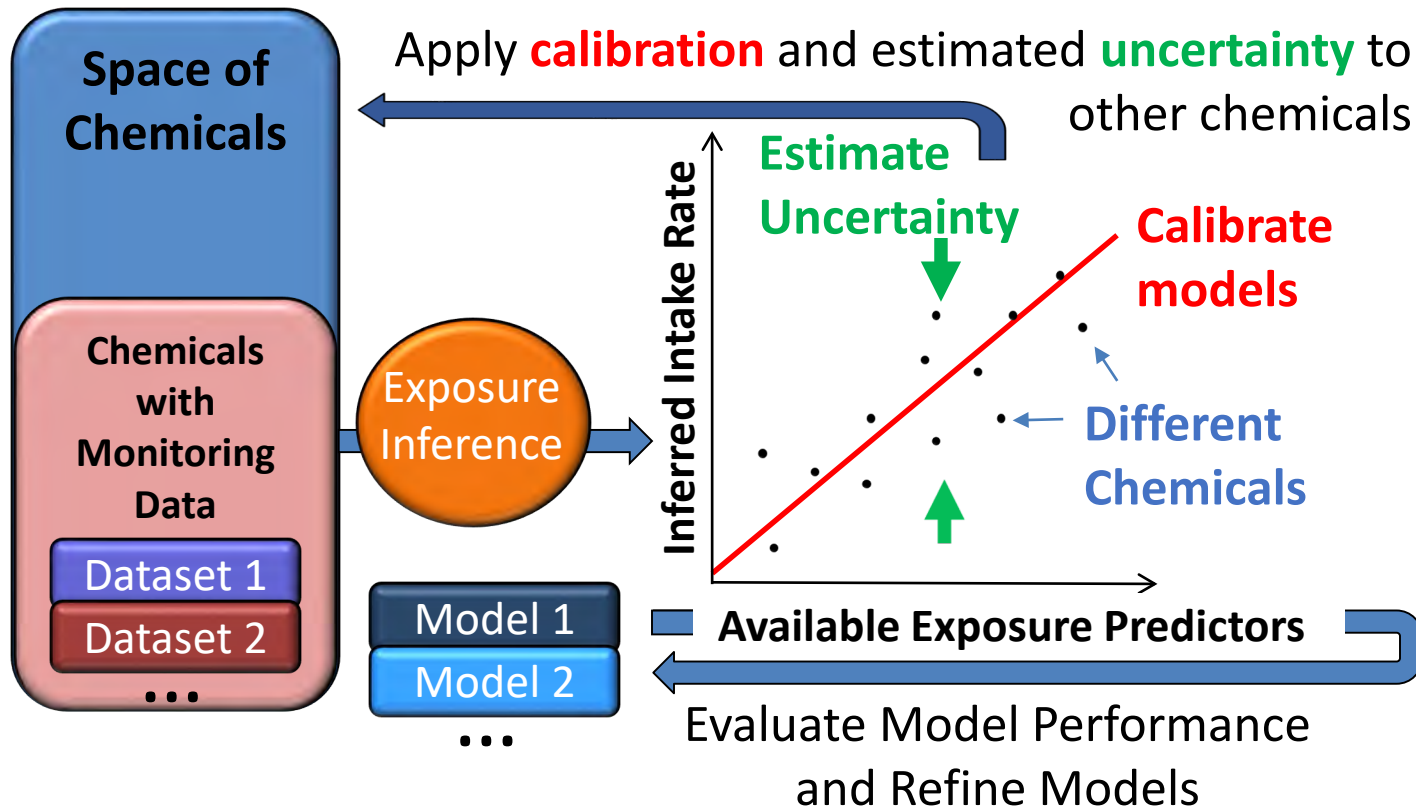 Space of
Chemicals
Apply calibration and estimated uncertainty to
other chemicals
Chemicals
with
Monitoring
Data
Dataset 1
Dataset 2
...
Exposure
Inference
Model 1
Model 2
...
Inferred Intake Rate
Estimate
Uncertainty
Calibrate
models
Different
Chemicals
Available Exposure Predictors
Evaluate Model Performance
and Refine Models